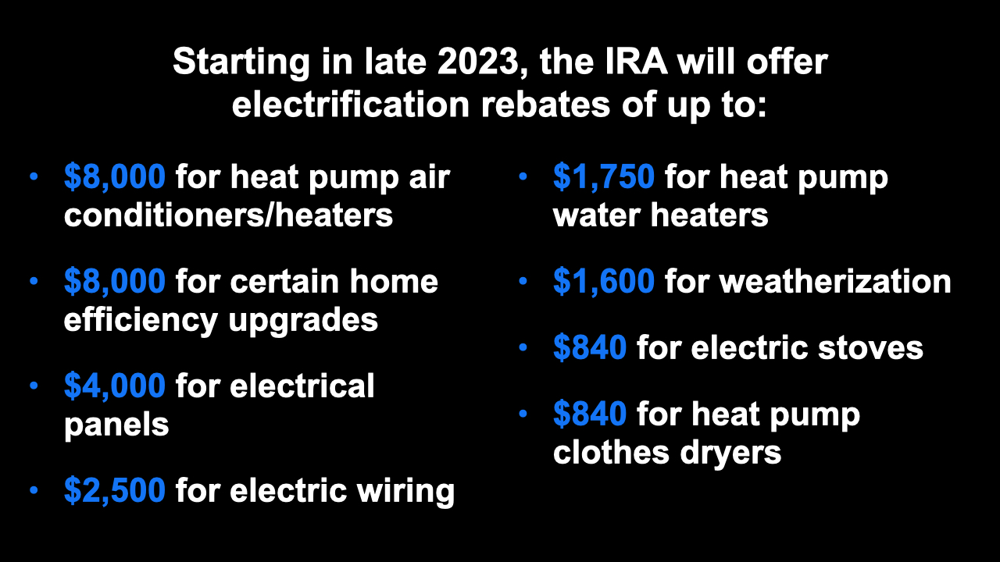 Starting in late 2023, the IRA will offer
electrification rebates of up to:
• $8,000 for heat pump air
conditioners/heaters
• $8,000 for certain home
efficiency upgrades
• $4,000 for electrical
panels
• $2,500 for electric wiring
• $1,750 for heat pump
water heaters
• $1,600 for weatherization
• $840 for electric stoves
• $840 for heat pump
clothes dryers